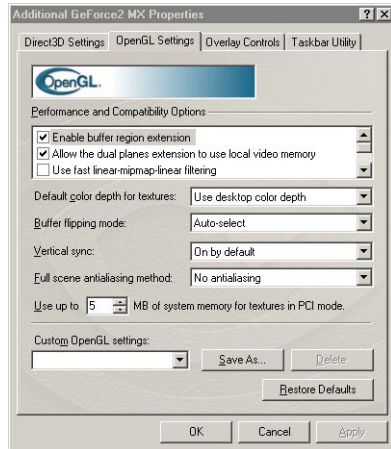 Additional GeForce2 MX Properties
Direct3D Settings OpenGL Settings Overlay Controls Taskbar Utility
OpenGL.
Performance and Compatibility Options
Enable buffer region extension
Allow the dual planes extension to use local video memory
Use fast linear-mipmap-linear filtering
Default color depth for textures: Use desktop color depth
Buffer flipping mode: Auto-select
Vertical sync: On by default
Full scene antialiasing method: No antialiasing
Use up to 5 MB of system memory for textures in PCI mode.
Custom OpenGL settings:
Save As... Delete
Restore Defaults
OK Cancel Apply